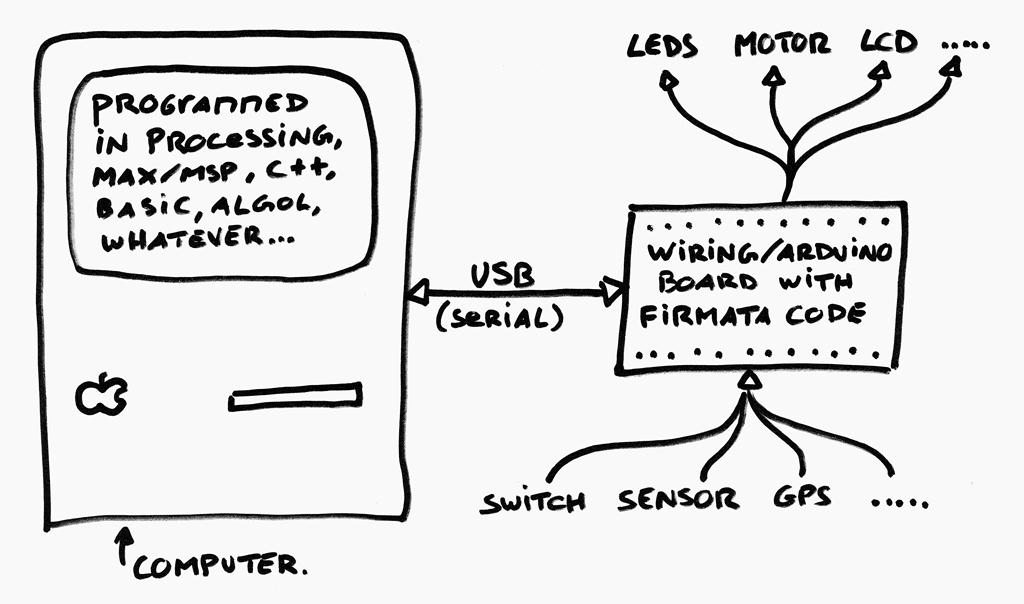 PROGRAMMED
IN PROCESSING,
MAX/MSP, C++,
BASIC, ALGOL,
WHATEVER...
COMPUTER.
USB
(SERIAL)
LEDS MOTOR LCD .....
WIRING/ARDUINO
BOARD WITH
FIRMATA CODE
SWITCH SENSOR GPS .....